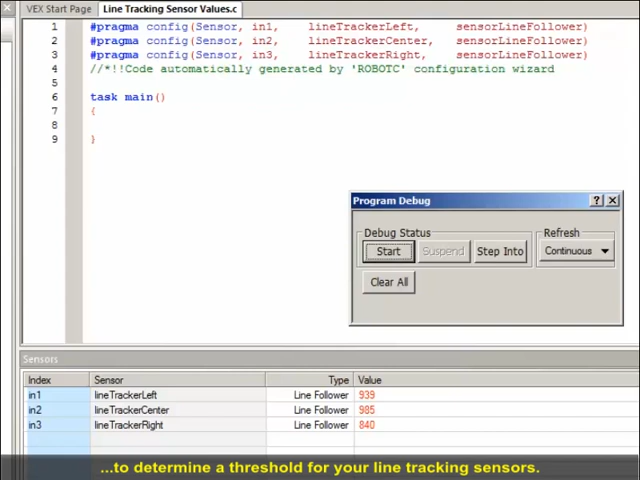 VEX Start Page Line Tracking Sensor Values.c
1 #pragma config(Sensor, in1, lineTrackerLeft, sensorLineFollower)
2 #pragma config(Sensor, in2, lineTrackerCenter, sensorLineFollower)
3 #pragma config(Sensor, in3, lineTrackerRight, sensorLineFollower)
4 //*!!Code automatically generated by 'ROBOTC' configuration wizard
5
6 task main()
7 {
8
9 }
Program Debug
Debug Status Refresh
Start Suspend Step Into Continuous
Clear All
Sensors
Index Sensor Type Value
in1 lineTrackerLeft Line Follower 939
in2 lineTrackerCenter Line Follower 985
in3 lineTrackerRight Line Follower 840
...to determine a threshold for your line tracking sensors.